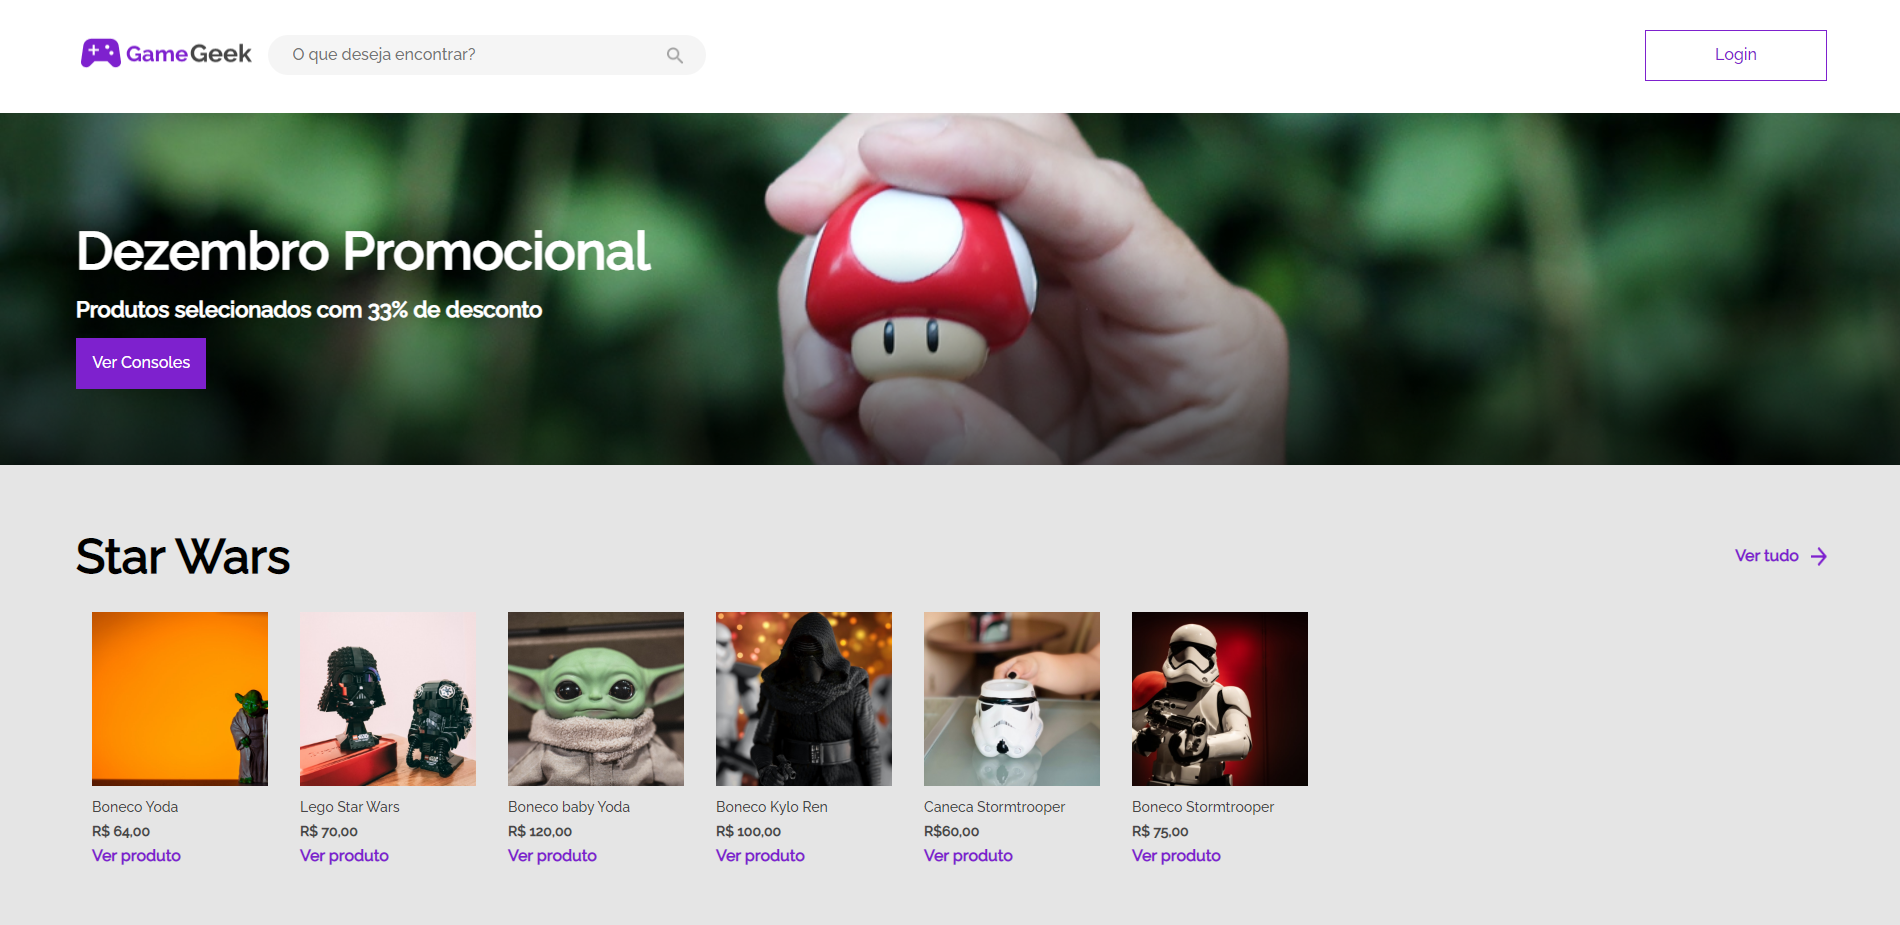 GameGeek
O que deseja encontrar?
Login
Dezembro Promocional
Produtos selecionados com 33% de desconto
Ver Consoles
Star Wars
Ver tudo
Boneco Yoda
R$ 64,00
Ver produto
Lego Star Wars
R$ 70,00
Ver produto
Boneco baby Yoda
R$ 120,00
Ver produto
Boneco Kylo Ren
R$ 100,00
Ver produto
Caneca Stormtrooper
R$60,00
Ver produto
Boneco Stormtrooper
R$ 75,00
Ver produto